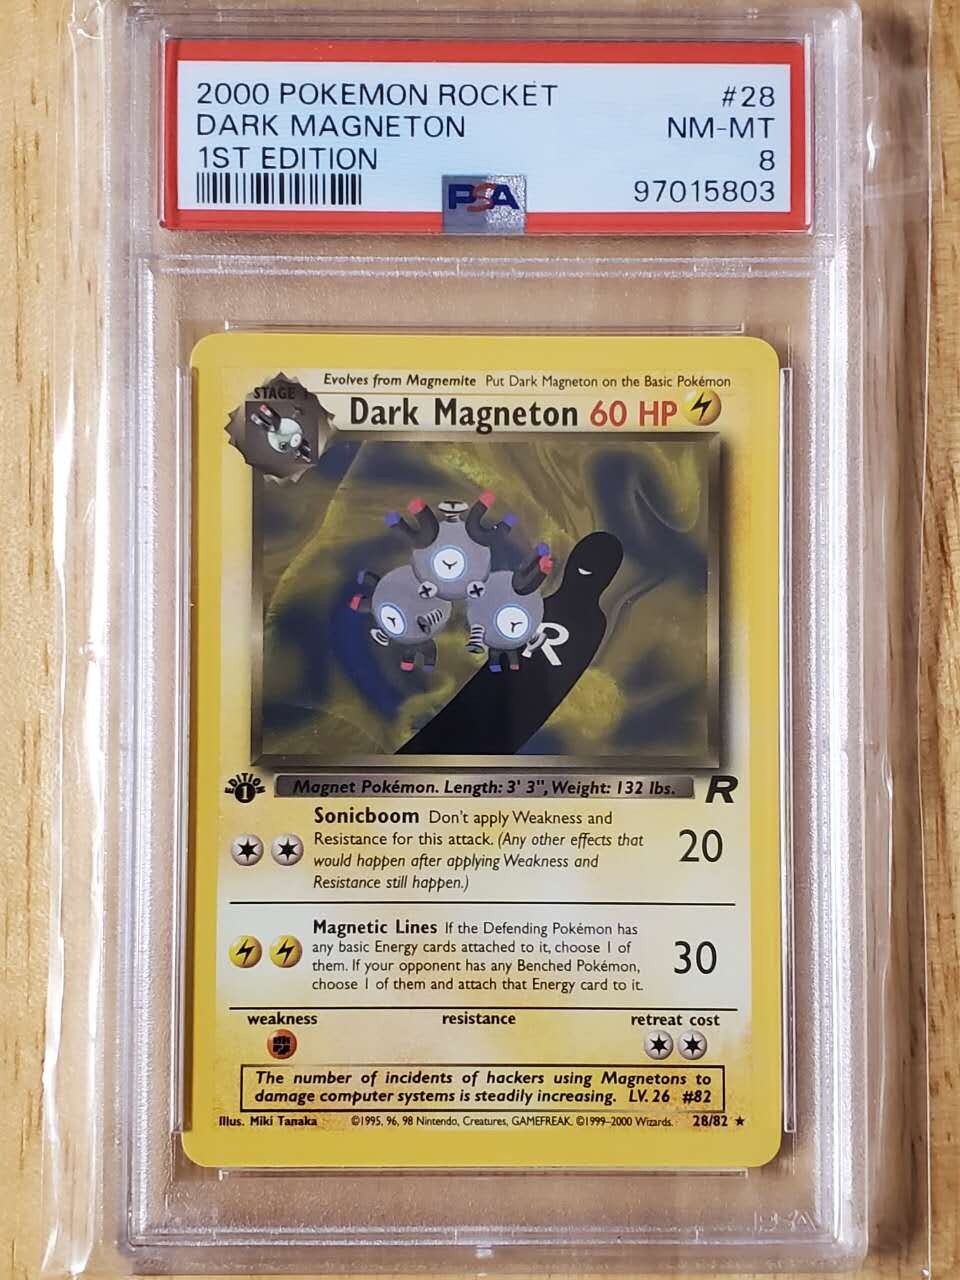 2000 POKEMON ROCKET #28
DARK MAGNETON NM-MT
1ST EDITION 8
PSA 97015803
Evolves from Magnemite Put Dark Magneton on the Basic Pokémon
STAGE 1
Dark Magneton 60 HP
R
EDITION 1
Magnet Pokémon. Length: 3' 3", Weight: 132 lbs. R
Sonicboom Don't apply Weakness and
Resistance for this attack. (Any other effects that
would happen after applying Weakness and
Resistance still happen.)
20
Magnetic Lines If the Defending Pokémon has
any basic Energy cards attached to it, choose 1 of
them. If your opponent has any Benched Pokémon,
choose 1 of them and attach that Energy card to it.
30
weakness resistance retreat cost
The number of incidents of hackers using Magnetons to
damage computer systems is steadily increasing. LV. 26 #82
Illus. Miki Tanaka ©1995, 96, 98 Nintendo, Creatures, GAMEFREAK. ©1999-2000 Wizards. 28/82 ★
PSA